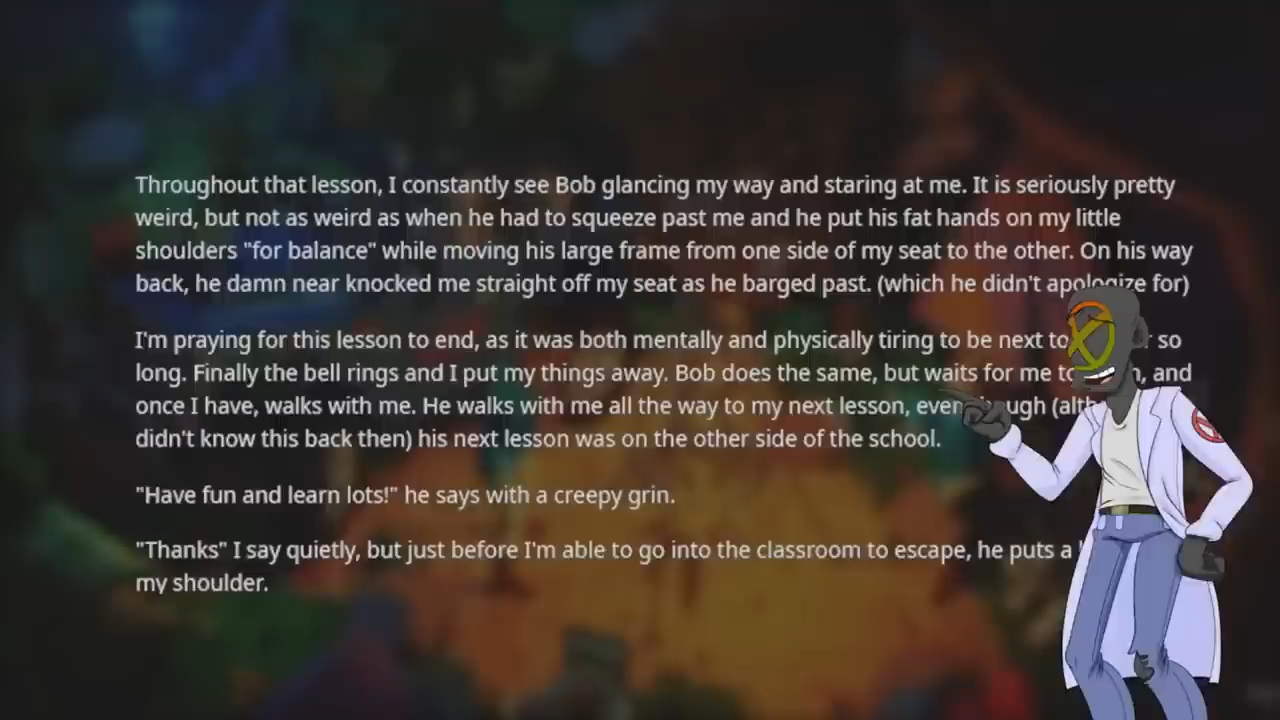 Throughout that lesson, I constantly see Bob glancing my way and staring at me. It is seriously pretty
weird, but not as weird as when he had to squeeze past me and he put his fat hands on my little
shoulders "for balance" while moving his large frame from one side of my seat to the other. On his way
back, he damn near knocked me straight off my seat as he barged past. (which he didn't apologize for)
I'm praying for this lesson to end, as it was both mentally and physically tiring to be next to so
long. Finally the bell rings and I put my things away. Bob does the same, but waits for me and
once I have, walks with me. He walks with me all the way to my next lesson,
didn't know this back then) his next lesson was on the other side of the school.
"Have fun and learn lots!" he says with a creepy grin.
"Thanks" I say quietly, but just before I'm able to go into the classroom to escape, he puts a
my shoulder.